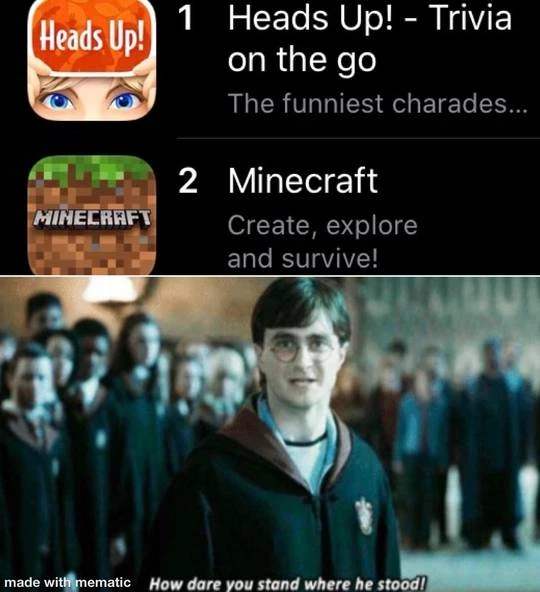 Heads Up!
1 Heads Up! - Trivia
on the go
The funniest charades...
MINECRAFT
2 Minecraft
Create, explore
and survive!
made with mematic
How dare you stand where he stood!